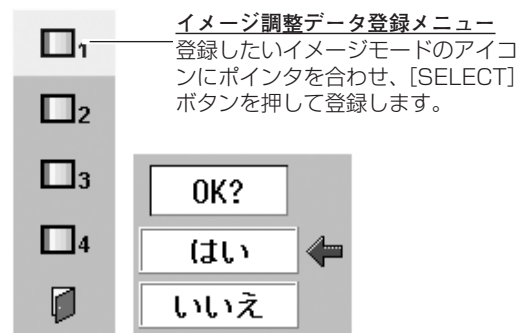 イメージ調整データ登録メニュー
登録したいイメージモードのアイコ
ンにポインタを合わせ、[SELECT]
ボタンを押して登録します。
1
2
3
4
OK?
はい
いいえ